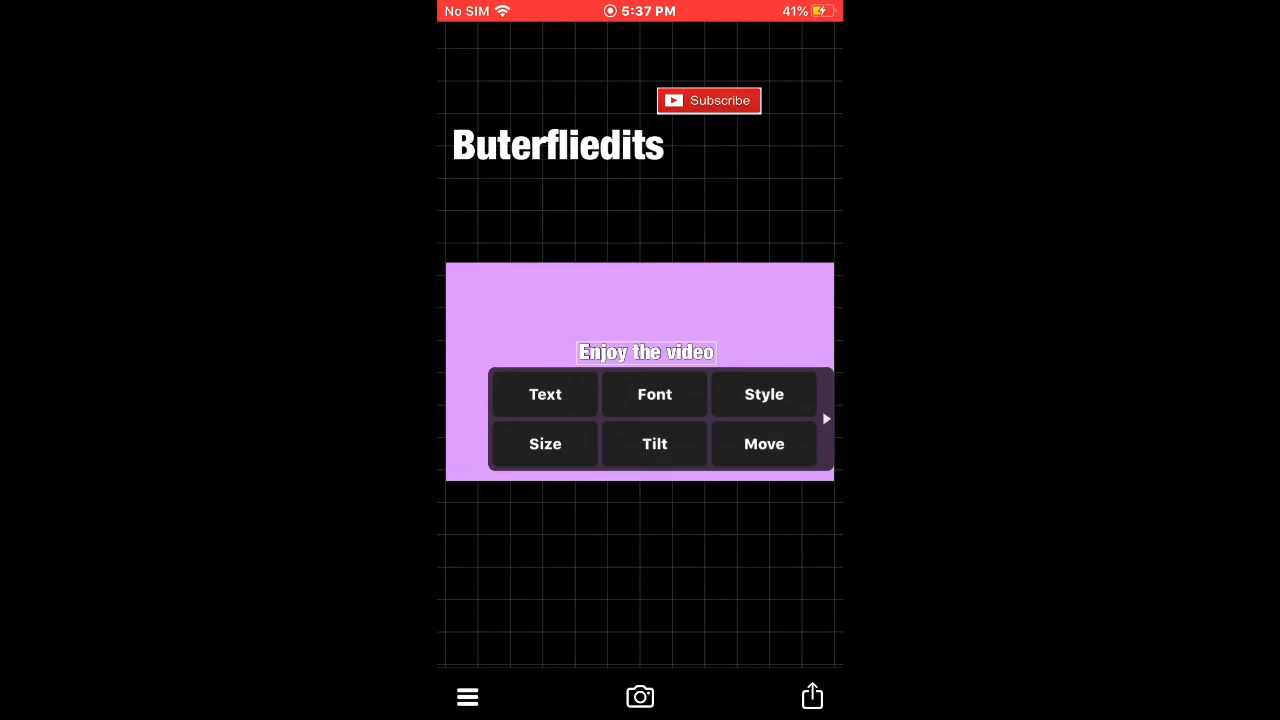 No SIM 5:37 PM 41%
Subscribe
Buterfliedits
Enjoy the video
Text Font Style
Size Tilt Move